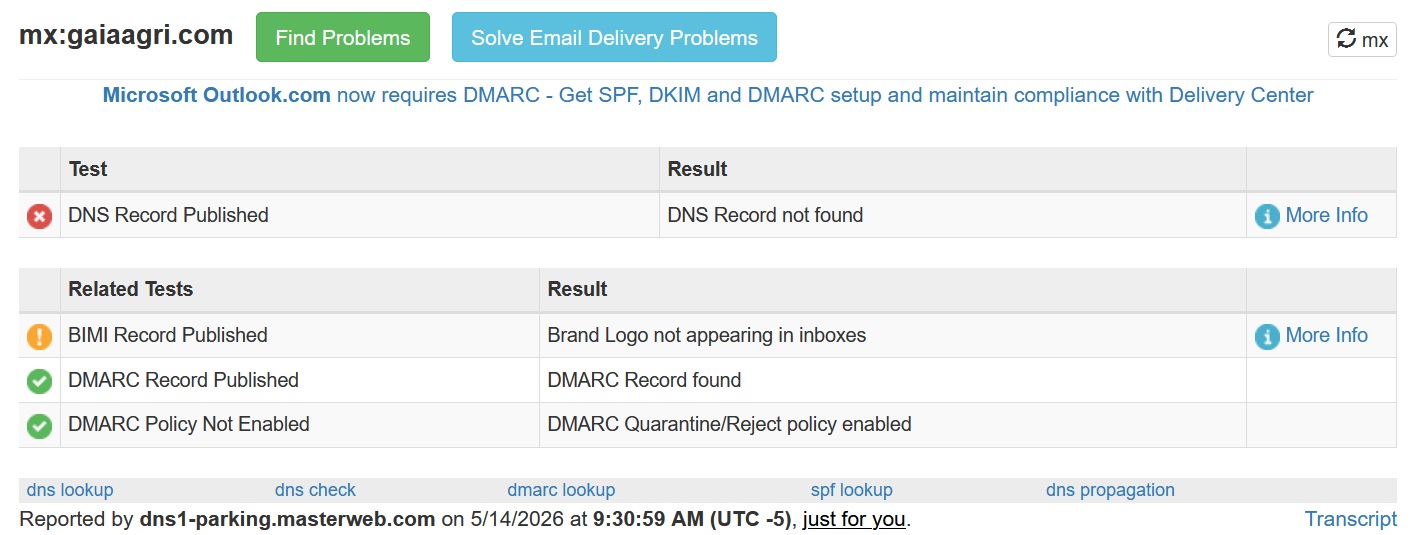 mx:gaiaagri.com Find Problems Solve Email Delivery Problems mx
Microsoft Outlook.com now requires DMARC - Get SPF, DKIM and DMARC setup and maintain compliance with Delivery Center
Test Result
DNS Record Published DNS Record not found More Info
Related Tests Result
BIMI Record Published Brand Logo not appearing in inboxes More Info
DMARC Record Published DMARC Record found
DMARC Policy Not Enabled DMARC Quarantine/Reject policy enabled
dns lookup dns check dmarc lookup spf lookup dns propagation
Reported by dns1-parking.masterweb.com on 5/14/2026 at 9:30:59 AM (UTC -5), just for you. Transcript